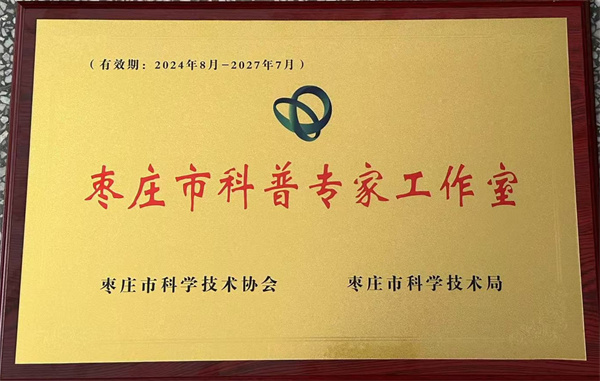 （有效期：2024年8月-2027年7月）
枣庄市科普专家工作室
枣庄市科学技术协会 枣庄市科学技术局